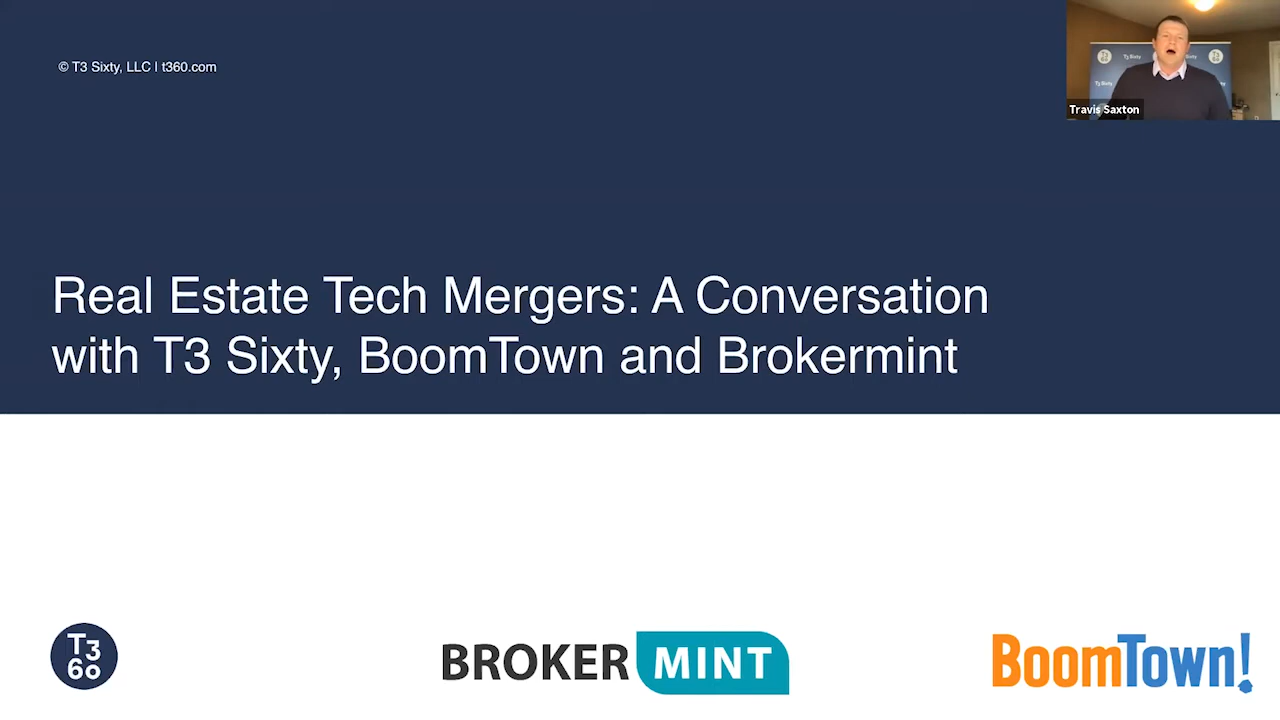 © T3 Sixty, LLC | t360.com
Travis Saxton
Real Estate Tech Mergers: A Conversation
with T3 Sixty, BoomTown and Brokermint
T3
60
BROKER MINT
BOOMTOWN!